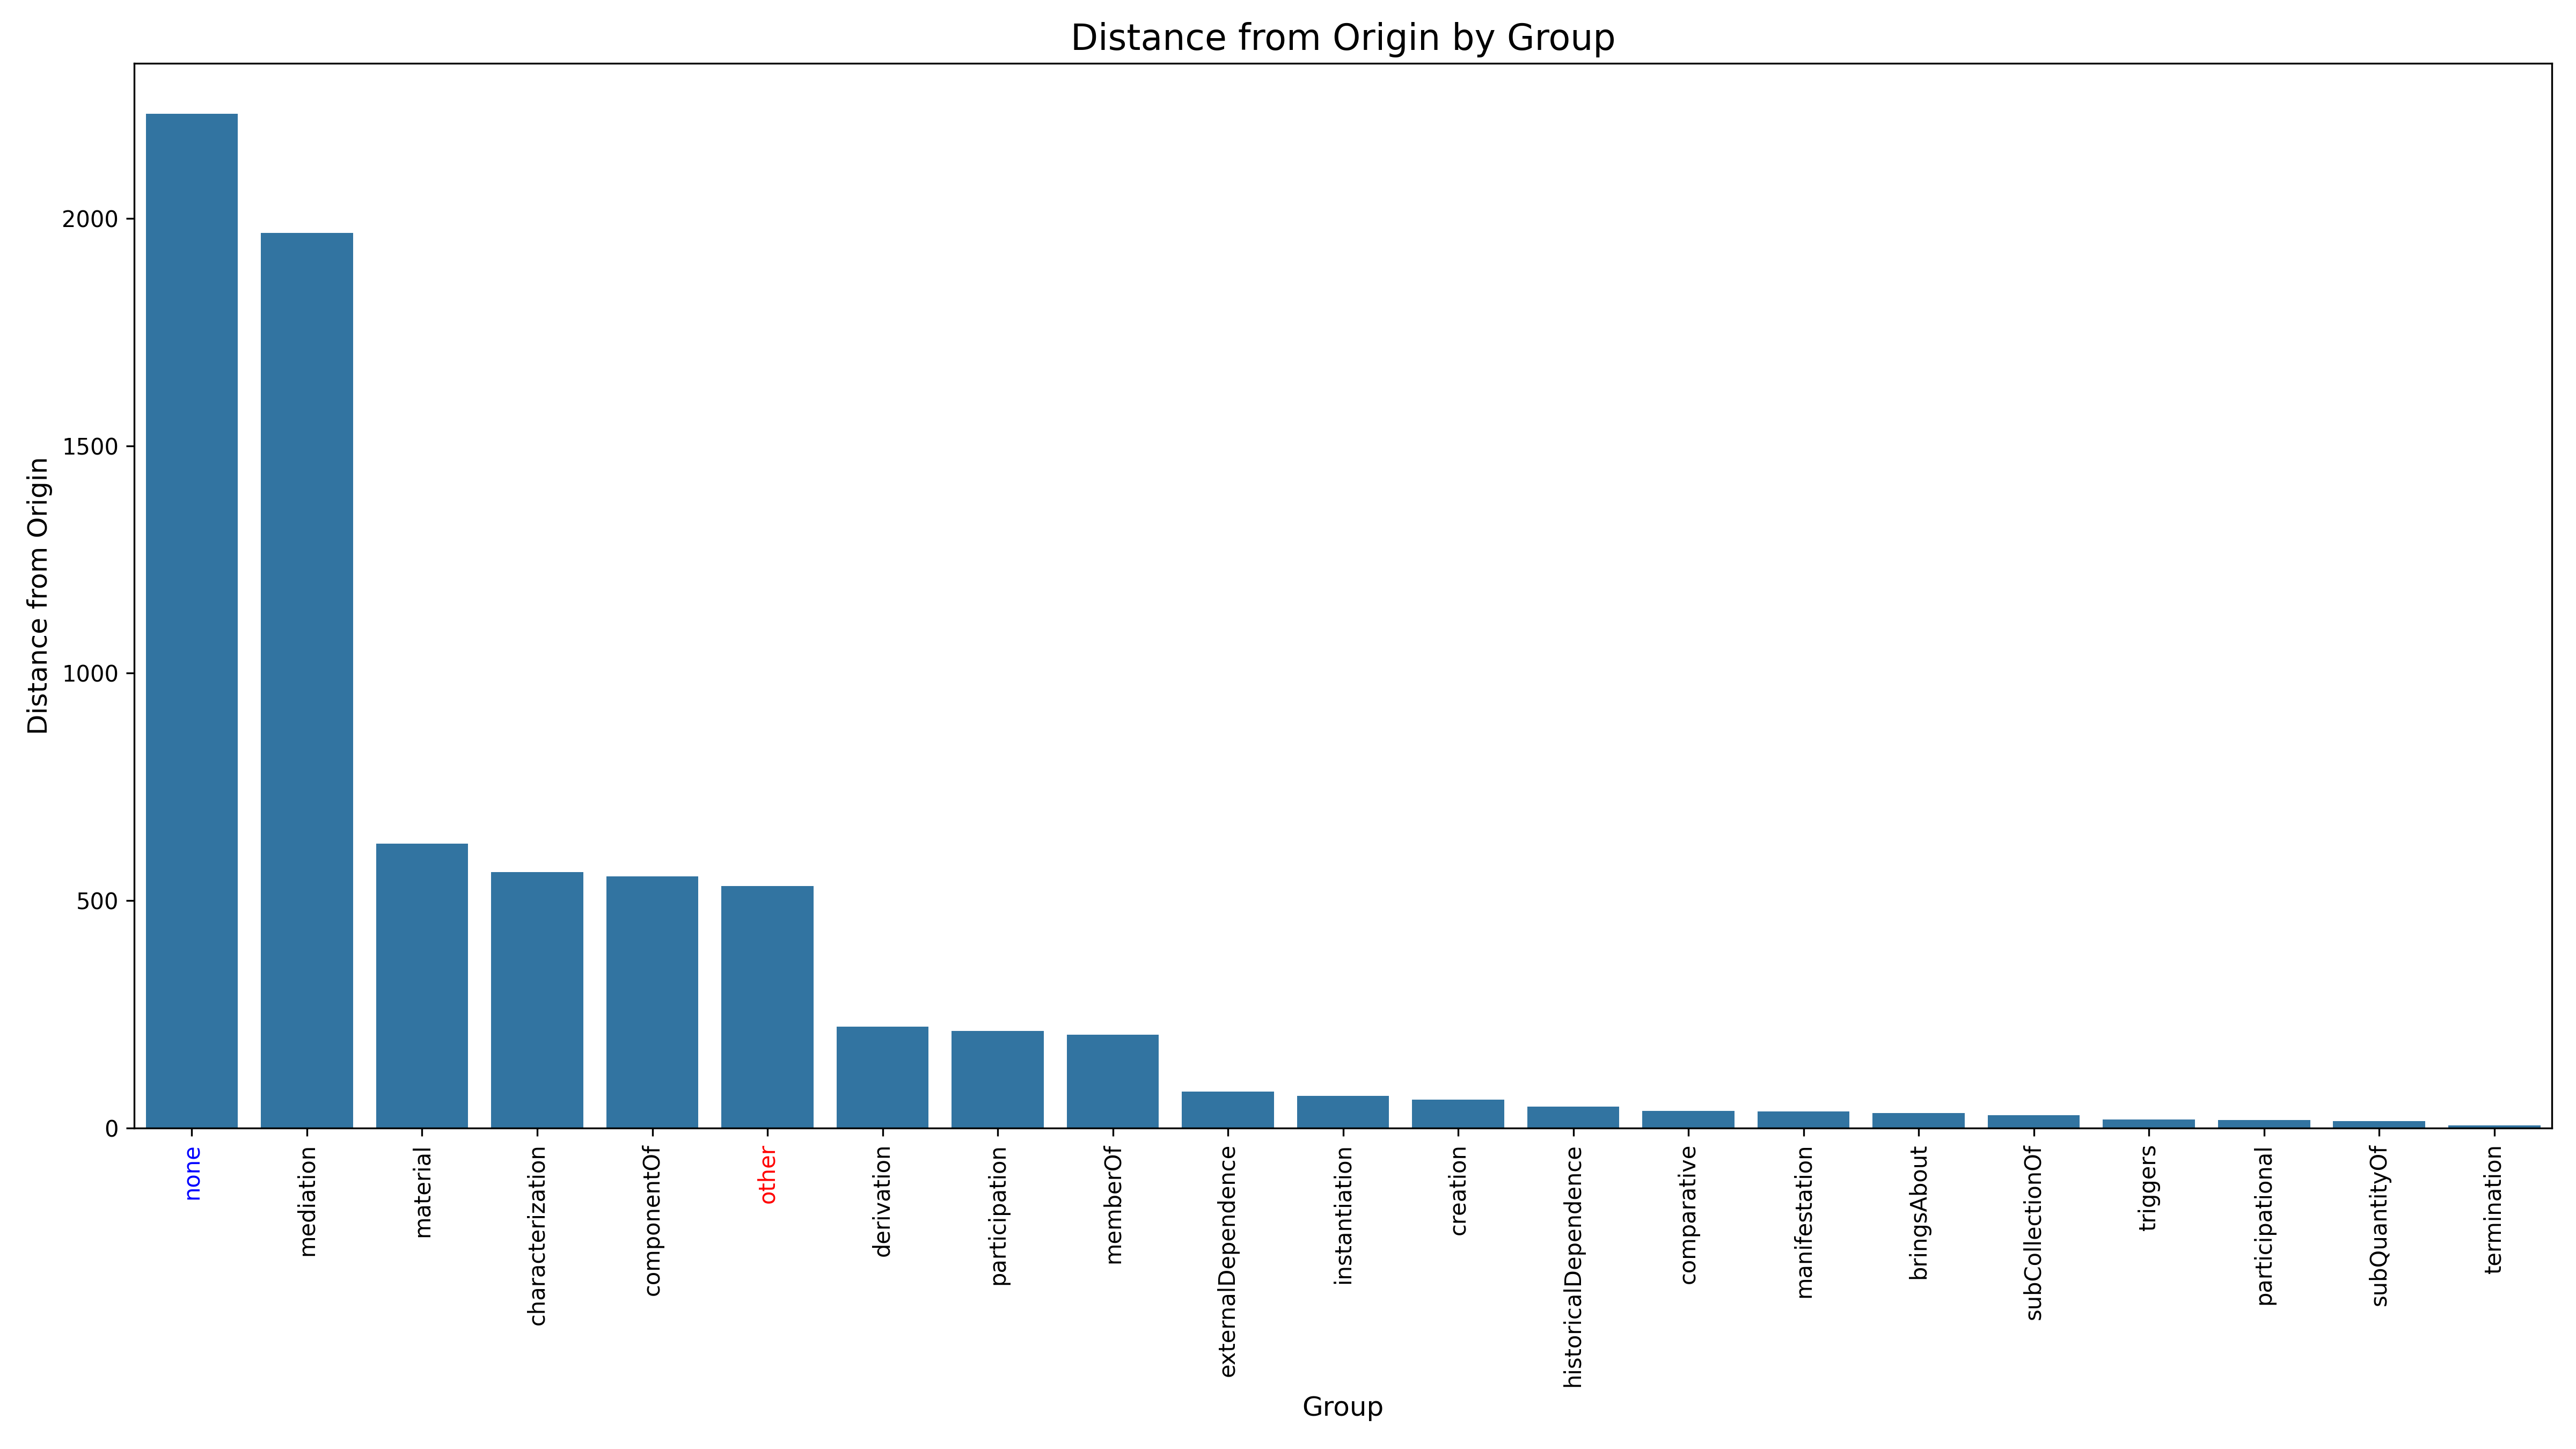 Distance from Origin by Group
Distance from Origin
2000
1500
1000
500
0
none
mediation
material
characterization
componentOf
other
derivation
participation
memberOf
externalDependence
instantiation
creation
historicalDependence
comparative
manifestation
bringsAbout
subCollectionOf
triggers
participational
subQuantityOf
termination
Group